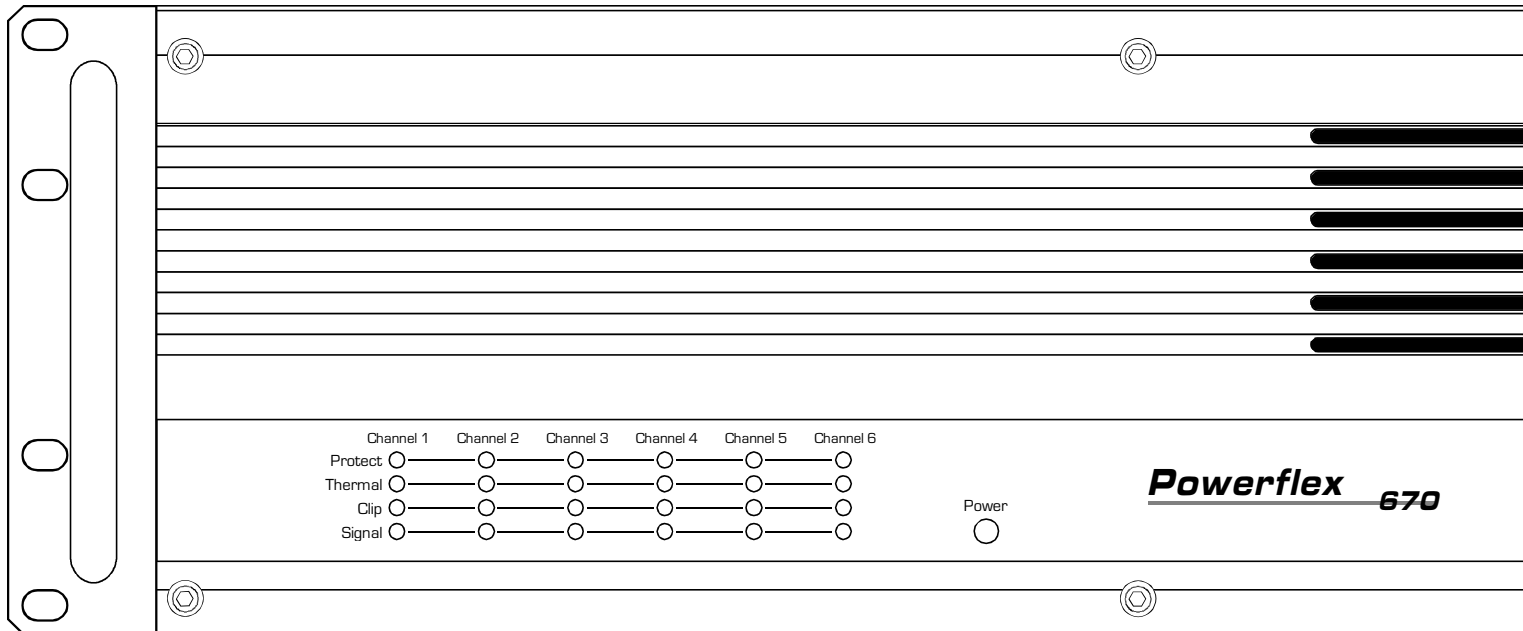 Channel 1 Channel 2 Channel 3 Channel 4 Channel 5 Channel 6
Protect
Thermal
Clip
Signal
Power
Powerflex 670